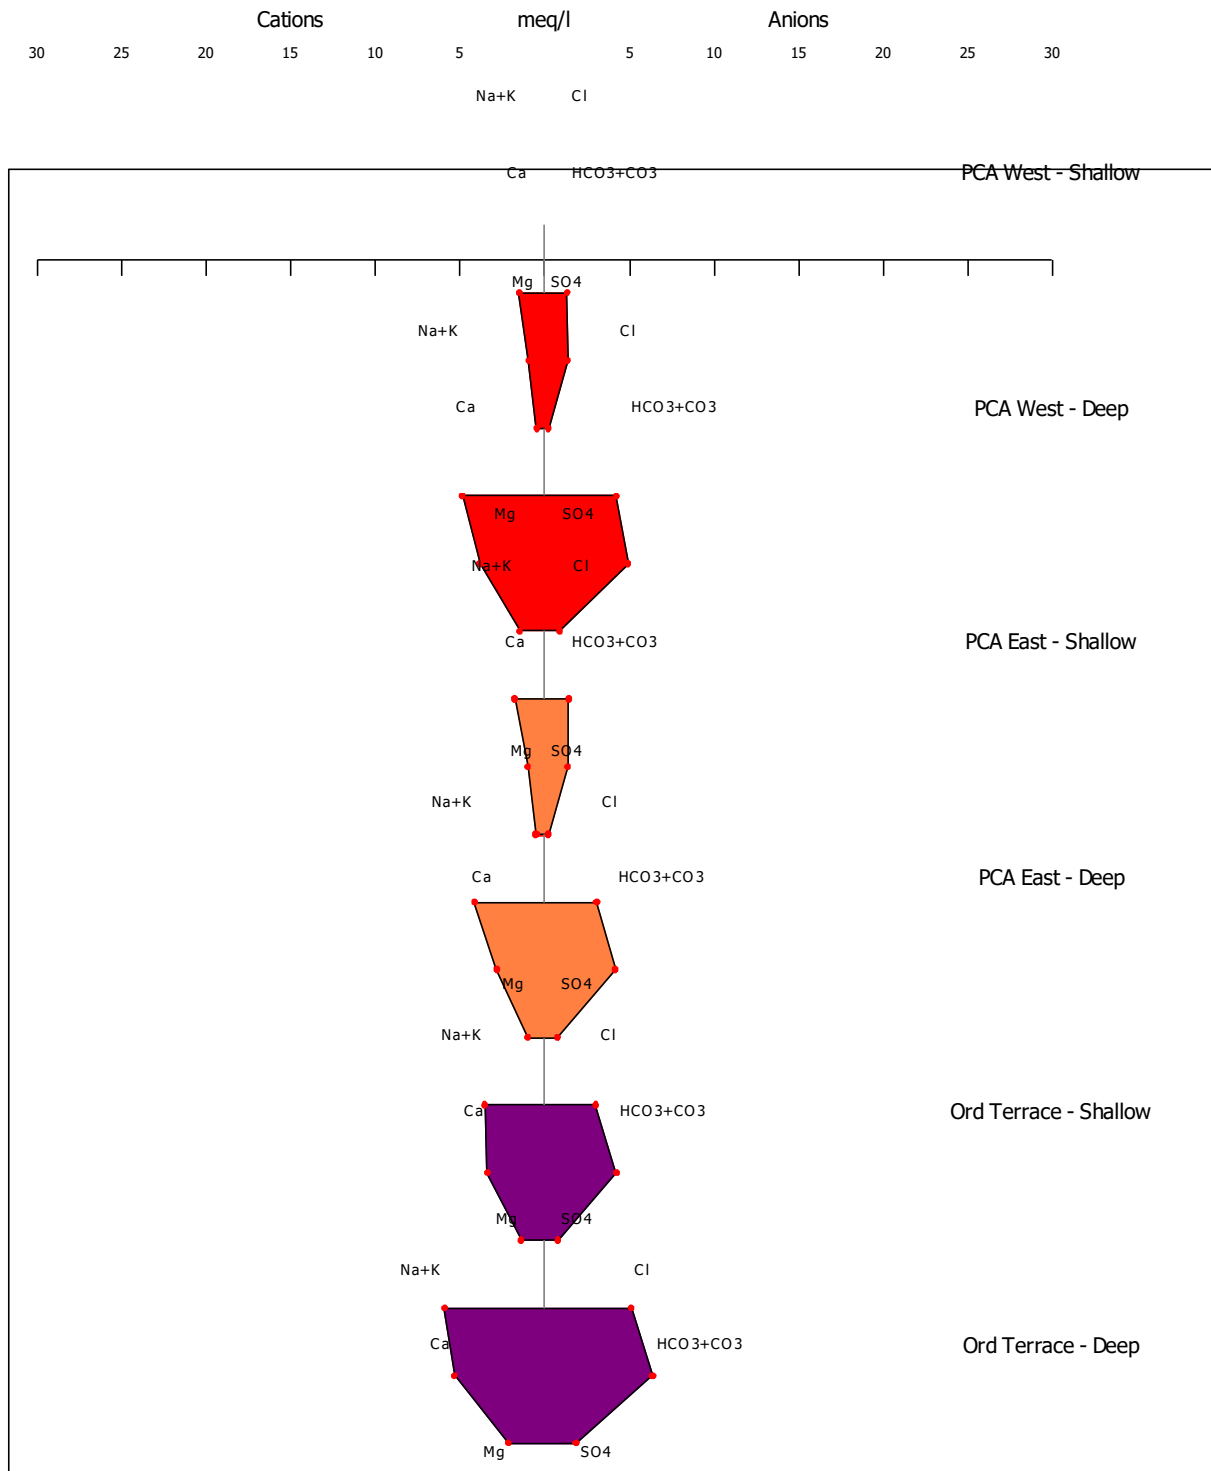 Cations meq/l Anions
30 25 20 15 10 5 5 10 15 20 25 30
Na+K Cl
Ca HCO3+CO3 PCA West - Shallow
Mg SO4
Na+K Cl
Ca HCO3+CO3 PCA West - Deep
Mg SO4
Na+K Cl
Ca HCO3+CO3 PCA East - Shallow
Mg SO4
Na+K Cl
Ca HCO3+CO3 PCA East - Deep
Mg SO4
Na+K Cl
Ca HCO3+CO3 Ord Terrace - Shallow
Mg SO4
Na+K Cl
Ca HCO3+CO3 Ord Terrace - Deep
Mg SO4